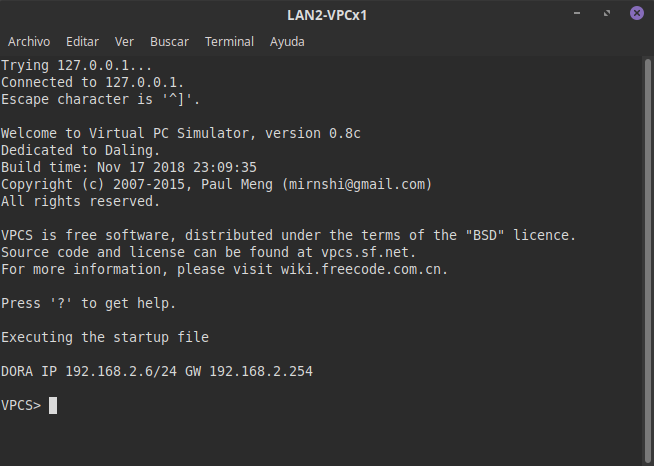 LAN2-VPCx1
Archivo Editar Ver Buscar Terminal Ayuda
Trying 127.0.0.1...
Connected to 127.0.0.1.
Escape character is '^]'.
Welcome to Virtual PC Simulator, version 0.8c
Dedicated to Daling.
Build time: Nov 17 2018 23:09:35
Copyright (c) 2007-2015, Paul Meng (mirnshi@gmail.com)
All rights reserved.
VPCS is free software, distributed under the terms of the "BSD" licence.
Source code and license can be found at vpcs.sf.net.
For more information, please visit wiki.freecode.com.cn.
Press '?' to get help.
Executing the startup file
DORA IP 192.168.2.6/24 GW 192.168.2.254
VPCS>